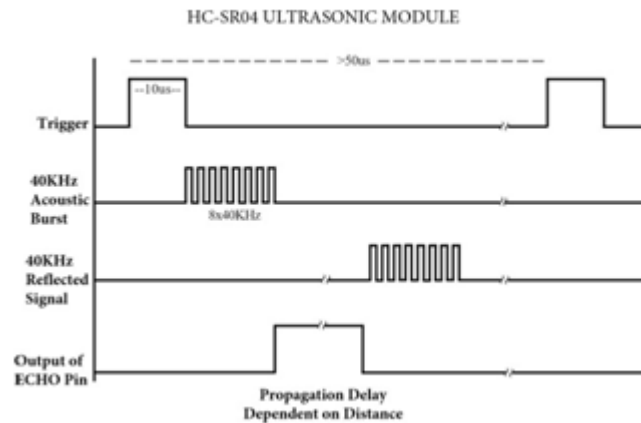 HC-SR04 ULTRASONIC MODULE
>50us
--10us--
Trigger
40KHz
Acoustic
Burst
8x40KHz
40KHz
Reflected
Signal
Output of
ECHO Pin
Propagation Delay
Dependent on Distance